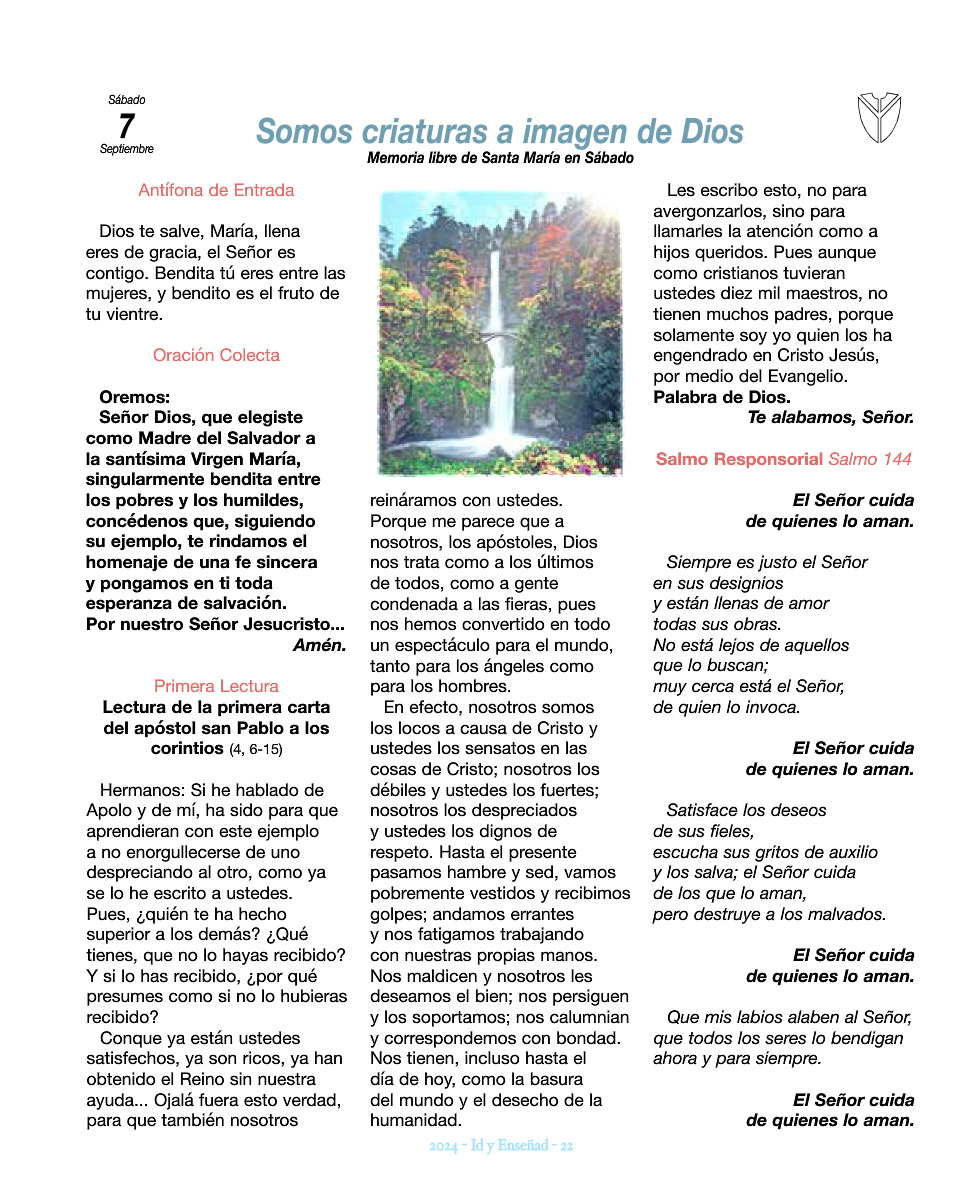 Sábado
7
Septiembre
Somos criaturas a imagen de Dios
Memoria libre de Santa María en Sábado
Antífona de Entrada
Dios te salve, María, llena
eres de gracia, el Señor es
contigo. Bendita tú eres entre las
mujeres, y bendito es el fruto de
tu vientre.
Oración Colecta
Oremos:
Señor Dios, que elegiste
como Madre del Salvador a
la santísima Virgen María,
singularmente bendita entre
los pobres y los humildes,
concédenos que, siguiendo
su ejemplo, te rindamos el
homenaje de una fe sincera
y pongamos en ti toda
esperanza de salvación.
Por nuestro Señor Jesucristo...
Amén.
Primera Lectura
Lectura de la primera carta
del apóstol san Pablo a los
corintios (4, 6-15)
Hermanos: Si he hablado de
Apolo y de mí, ha sido para que
aprendieran con este ejemplo
a no enorgullecerse de uno
despreciando al otro, como ya
se lo he escrito a ustedes.
Pues, ¿quién te ha hecho
superior a los demás? ¿Qué
tienes, que no lo hayas recibido?
Y si lo has recibido, ¿por qué
presumes como si no lo hubieras
recibido?
Conque ya están ustedes
satisfechos, ya son ricos, ya han
obtenido el Reino sin nuestra
ayuda... Ojalá fuera esto verdad,
para que también nosotros
reináramos con ustedes.
Porque me parece que a
nosotros, los apóstoles, Dios
nos trata como a los últimos
de todos, como a gente
condenada a las fieras, pues
nos hemos convertido en todo
un espectáculo para el mundo,
tanto para los ángeles como
para los hombres.
En efecto, nosotros somos
los locos a causa de Cristo y
ustedes los sensatos en las
cosas de Cristo; nosotros los
débiles y ustedes los fuertes;
nosotros los despreciados
y ustedes los dignos de
respeto. Hasta el presente
pasamos hambre y sed, vamos
pobremente vestidos y recibimos
golpes; andamos errantes
y nos fatigamos trabajando
con nuestras propias manos.
Nos maldicen y nosotros les
deseamos el bien; nos persiguen
y los soportamos; nos calumnian
y correspondemos con bondad.
Nos tienen, incluso hasta el
día de hoy, como la basura
del mundo y el desecho de la
humanidad.
Les escribo esto, no para
avergonzarlos, sino para
llamarles la atención como a
hijos queridos. Pues aunque
como cristianos tuvieran
ustedes diez mil maestros, no
tienen muchos padres, porque
solamente soy yo quien los ha
engendrado en Cristo Jesús,
por medio del Evangelio.
Palabra de Dios.
Te alabamos, Señor.
Salmo Responsorial Salmo 144
El Señor cuida
de quienes lo aman.
Siempre es justo el Señor
en sus designios
y están llenas de amor
todas sus obras.
No está lejos de aquellos
que lo buscan;
muy cerca está el Señor,
de quien lo invoca.
El Señor cuida
de quienes lo aman.
Satisface los deseos
de sus fieles,
escucha sus gritos de auxilio
y los salva; el Señor cuida
de los que lo aman,
pero destruye a los malvados.
El Señor cuida
de quienes lo aman.
Que mis labios alaben al Señor,
que todos los seres lo bendigan
ahora y para siempre.
El Señor cuida
de quienes lo aman.
2024 - Id y Enseñad - 22